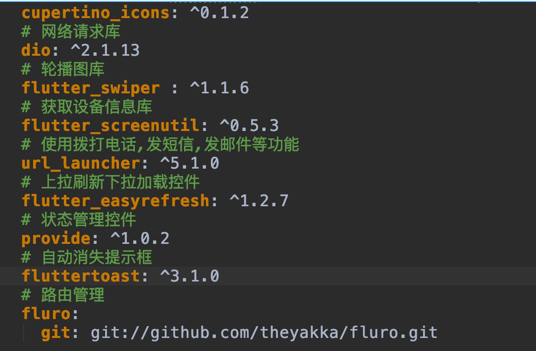 cupertino_icons: ^0.1.2
# 网络请求库
dio: ^2.1.13
# 轮播图库
flutter_swiper : ^1.1.6
# 获取设备信息库
flutter_screenutil: ^0.5.3
# 使用拨打电话,发短信,发邮件等功能
url_launcher: ^5.1.0
# 上拉刷新下拉加载控件
flutter_easyrefresh: ^1.2.7
# 状态管理控件
provide: ^1.0.2
# 自动消失提示框
fluttertoast: ^3.1.0
# 路由管理
fluro:
  git: git://github.com/theyakka/fluro.git